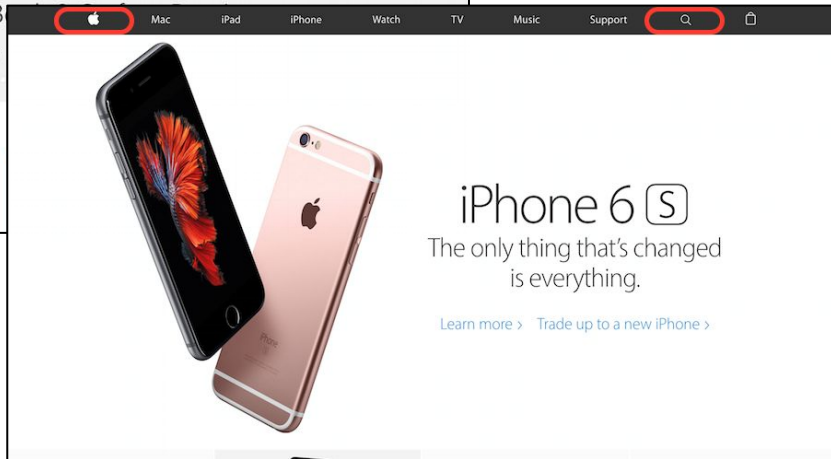 Mac iPad iPhone Watch TV Music Support
iPhone 6 S
The only thing that's changed
is everything.
Learn more > Trade up to a new iPhone >
iPhone